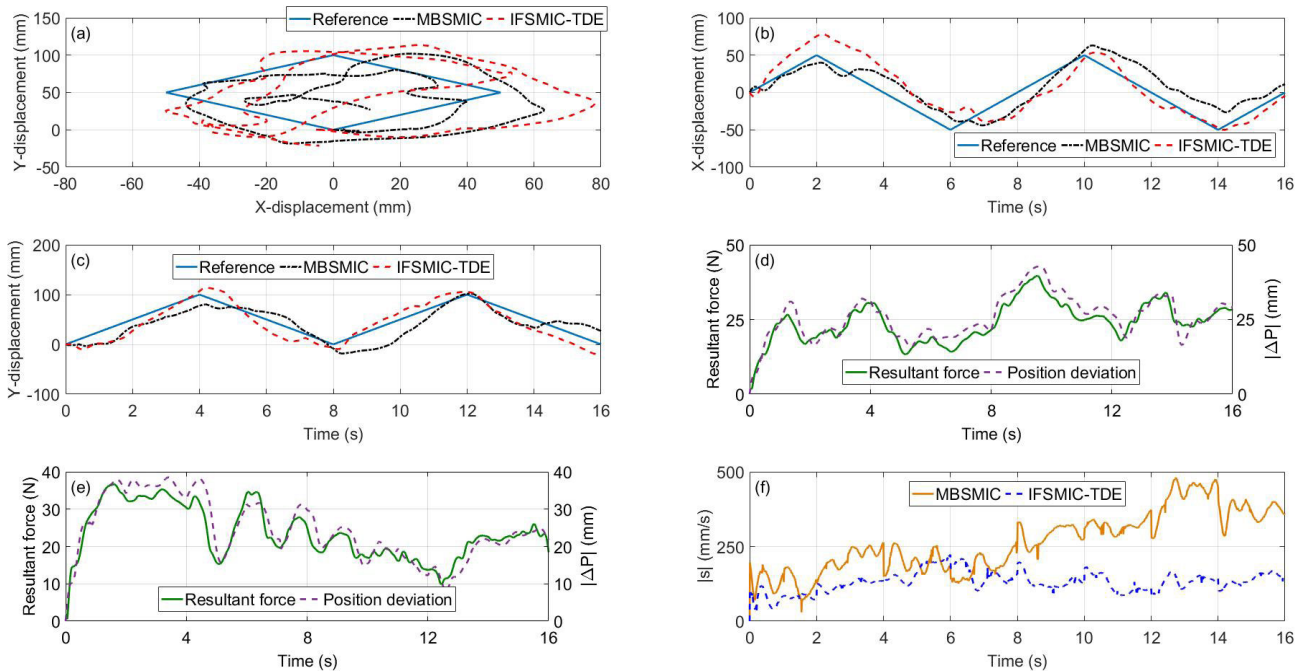 Reference MBSMIC IFSMIC-TDE
(a)
Y-displacement (mm)
150
100
50
0
-50
-80 -60 -40 -20 0 20 40 60 80
X-displacement (mm)
(b)
X-displacement (mm)
100
50
0
-50
-100
Reference MBSMIC IFSMIC-TDE
0 2 4 6 8 10 12 14 16
Time (s)
(c)
Reference MBSMIC IFSMIC-TDE
Y-displacement (mm)
200
100
0
-100
0 2 4 6 8 10 12 14 16
Time (s)
(d)
Resultant force (N)
50
25
0
50
25
0
|ΔP| (mm)
Resultant force Position deviation
0 4 8 12 16
Time (s)
(e)
Resultant force (N)
40
30
20
10
0
40
30
20
10
0
|ΔP| (mm)
Resultant force Position deviation
0 4 8 12 16
Time (s)
(f)
MBSMIC IFSMIC-TDE
|s| (mm/s)
500
250
0
0 2 4 6 8 10 12 14 16
Time (s)